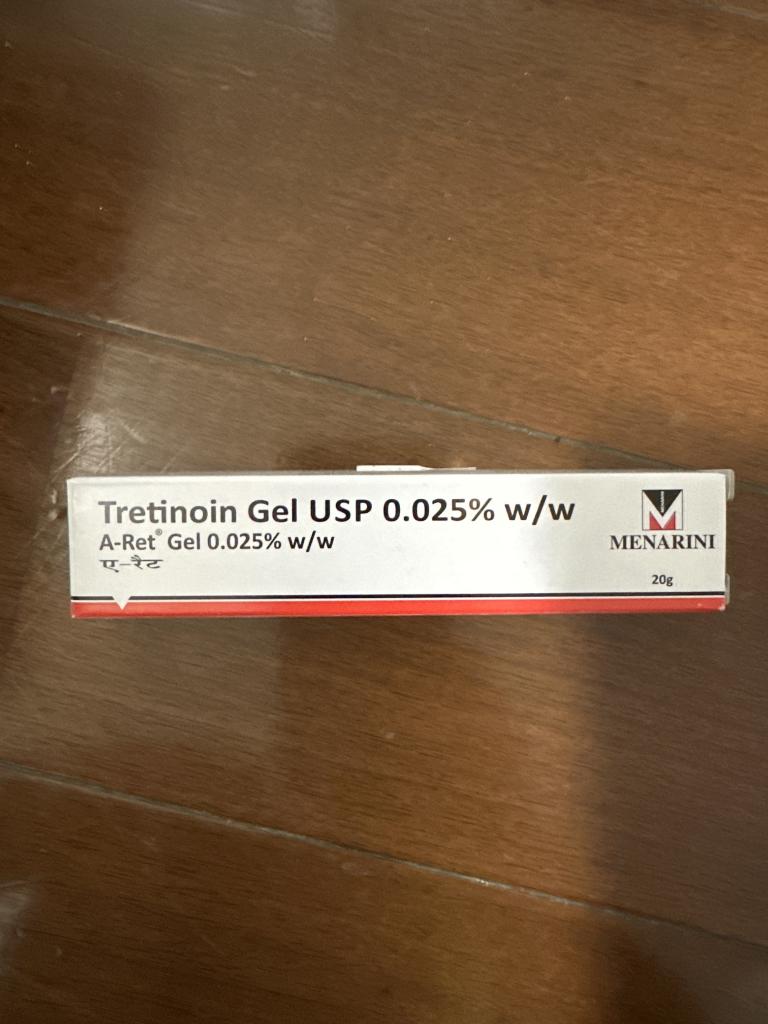 Tretinoin Gel USP 0.025% w/w
A-Ret® Gel 0.025% w/w
ए-रैट
MENARINI
20g